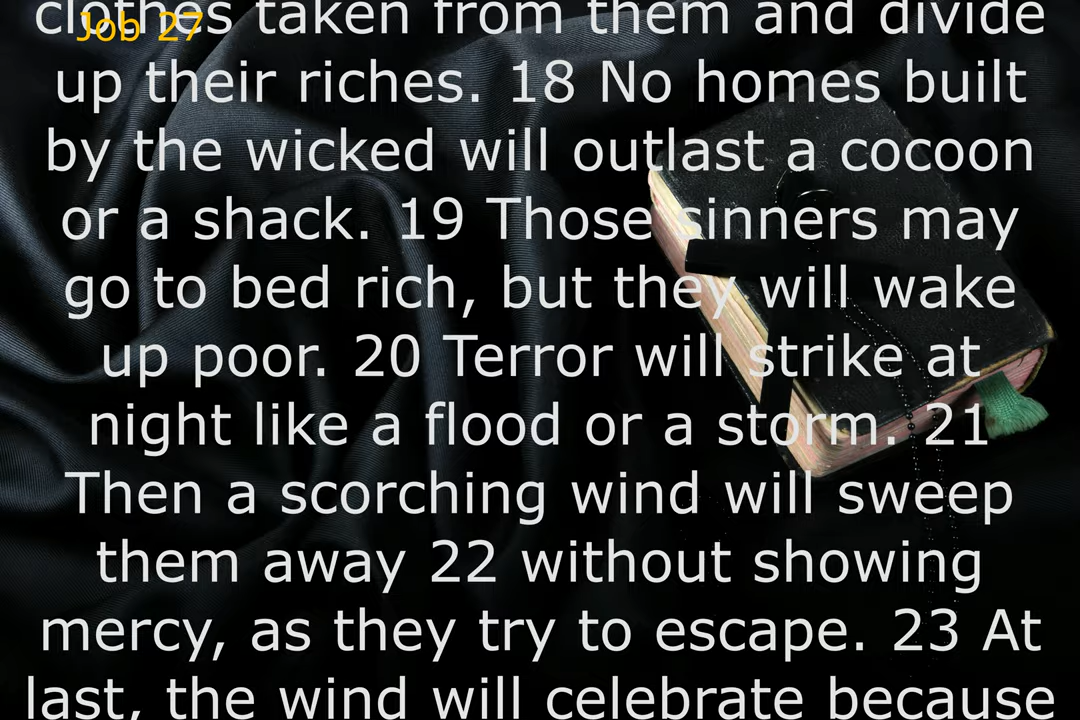 clothes taken from them and divide
Job 27
up their riches. 18 No homes built
by the wicked will outlast a cocoon
or a shack. 19 Those sinners may
go to bed rich, but they will wake
up poor. 20 Terror will strike at
night like a flood or a storm. 21
Then a scorching wind will sweep
them away 22 without showing
mercy, as they try to escape. 23 At
last, the wind will celebrate because